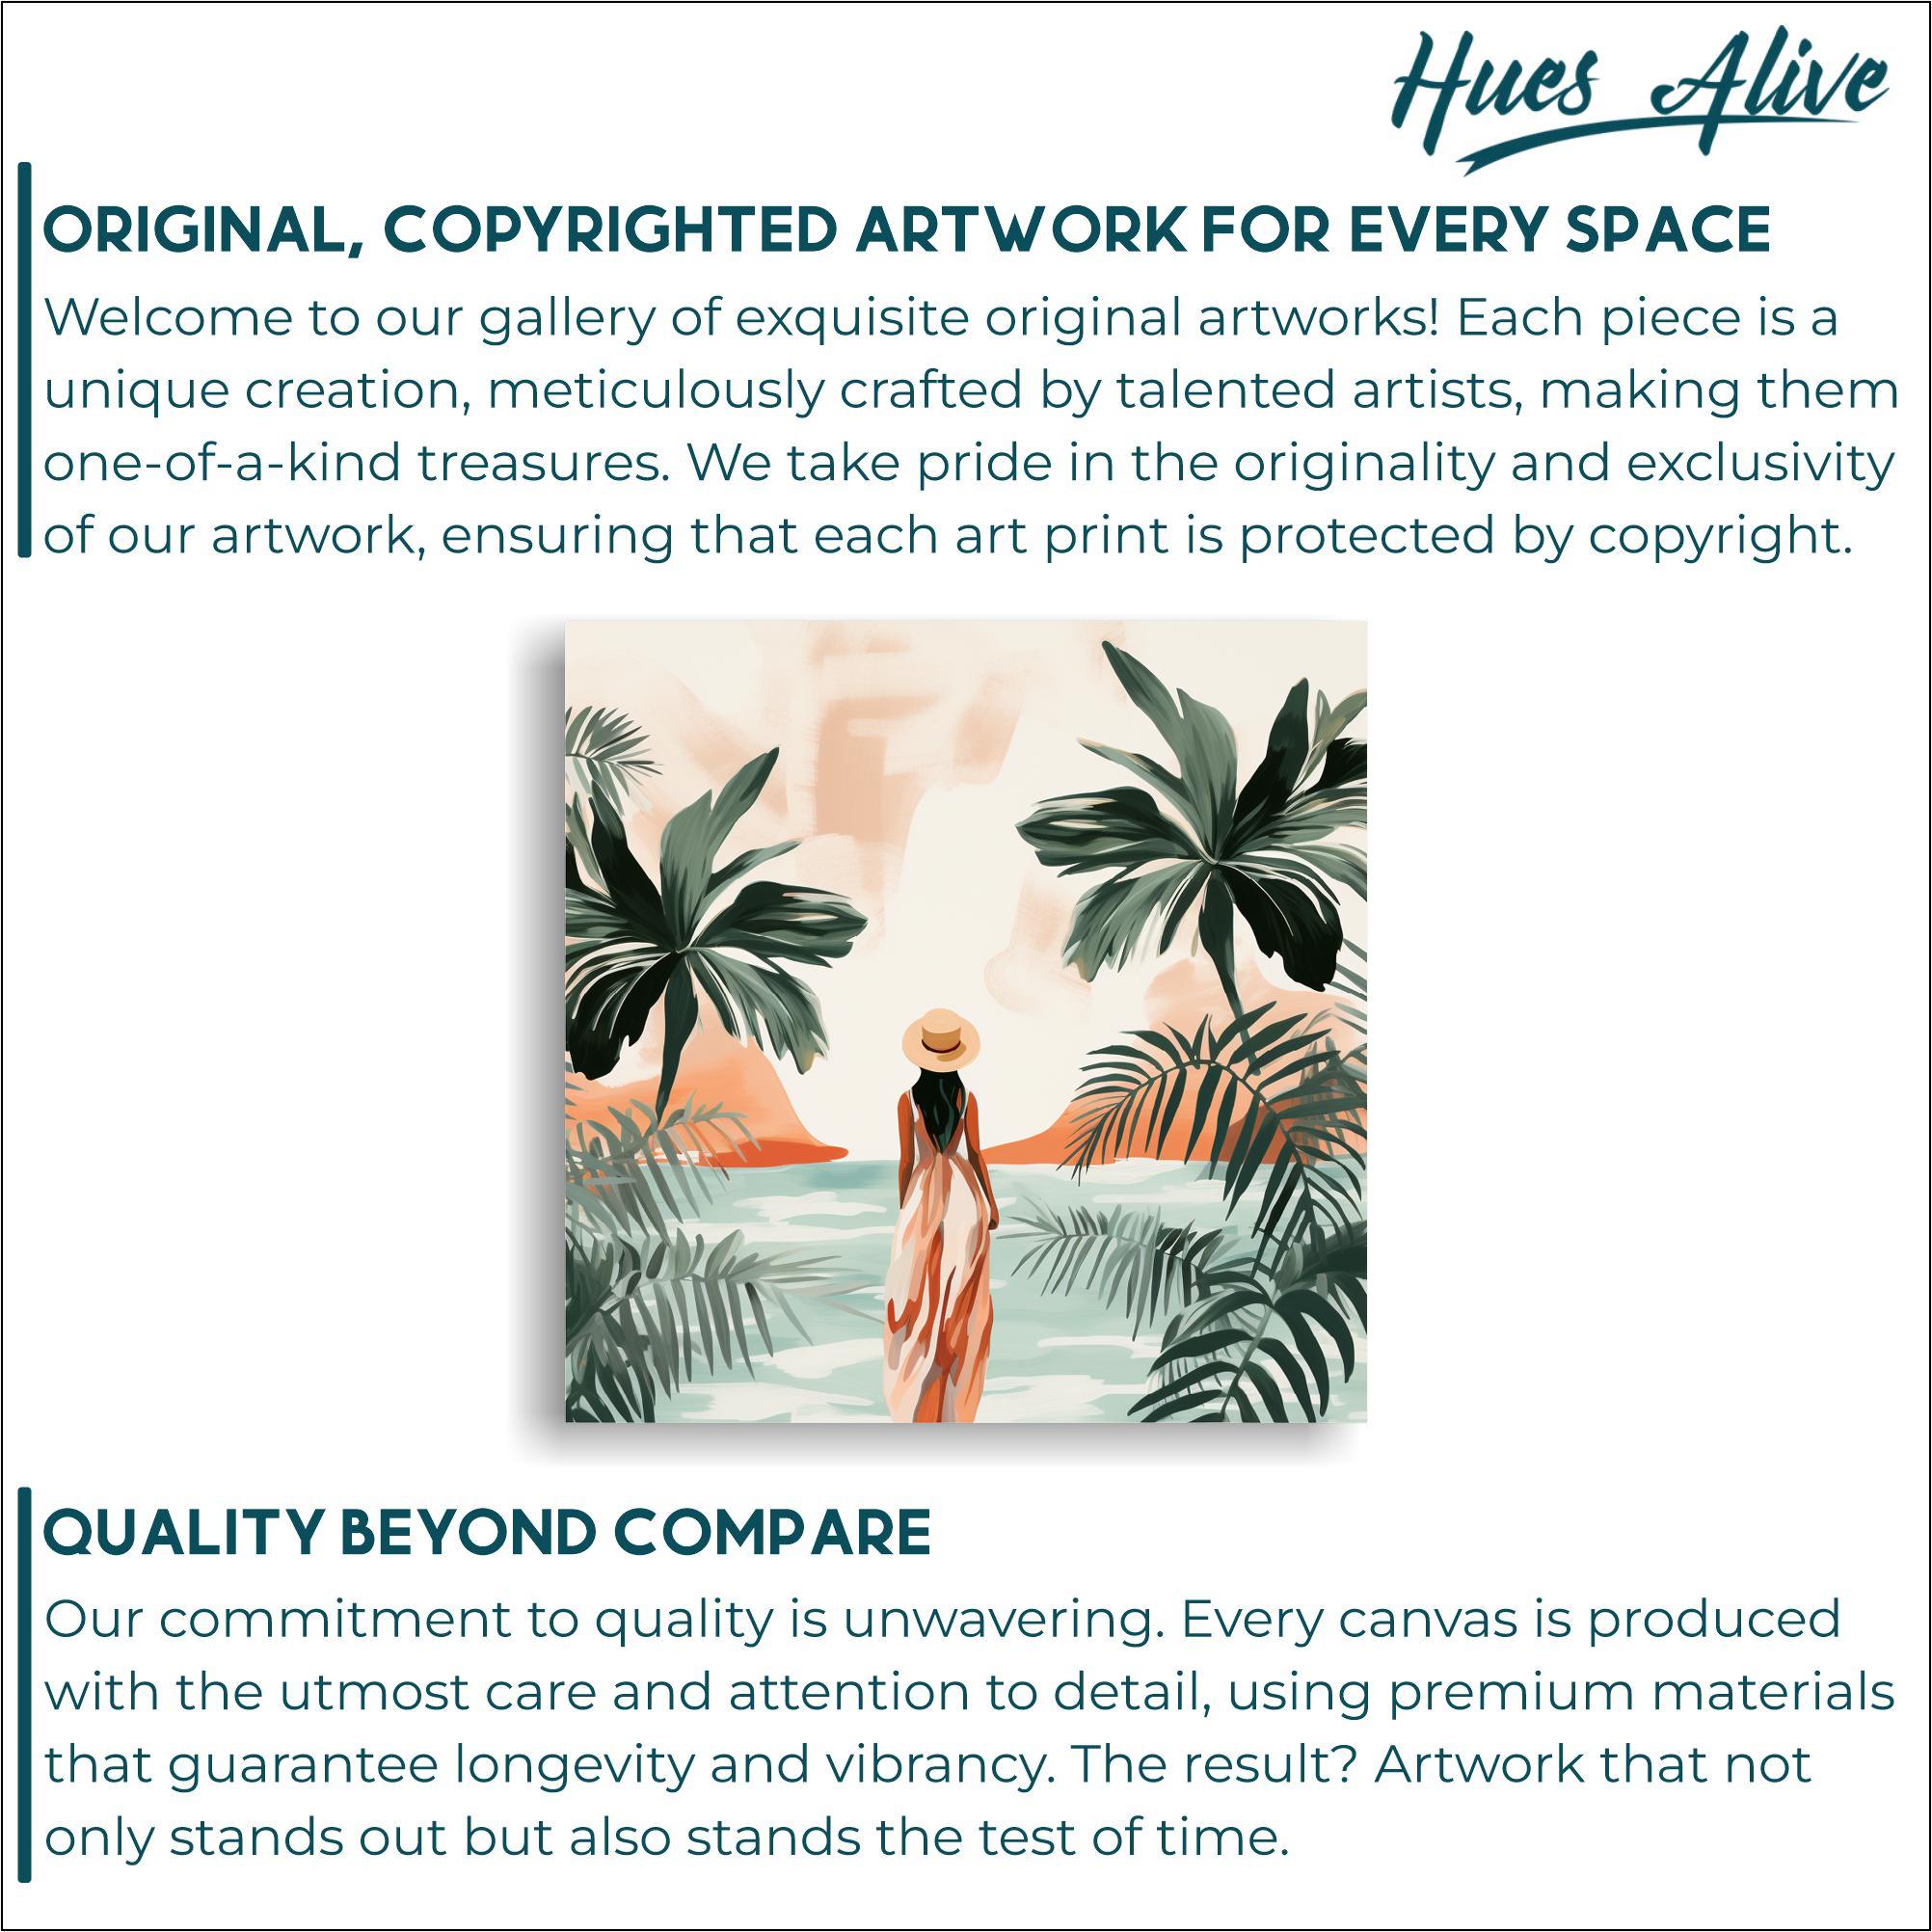 Hues Alive
ORIGINAL, COPYRIGHTED ARTWORK FOR EVERY SPACE
Welcome to our gallery of exquisite original artworks! Each piece is a
unique creation, meticulously crafted by talented artists, making them
one-of-a-kind treasures. We take pride in the originality and exclusivity
of our artwork, ensuring that each art print is protected by copyright.
QUALITY BEYOND COMPARE
Our commitment to quality is unwavering. Every canvas is produced
with the utmost care and attention to detail, using premium materials
that guarantee longevity and vibrancy. The result? Artwork that not
only stands out but also stands the test of time.